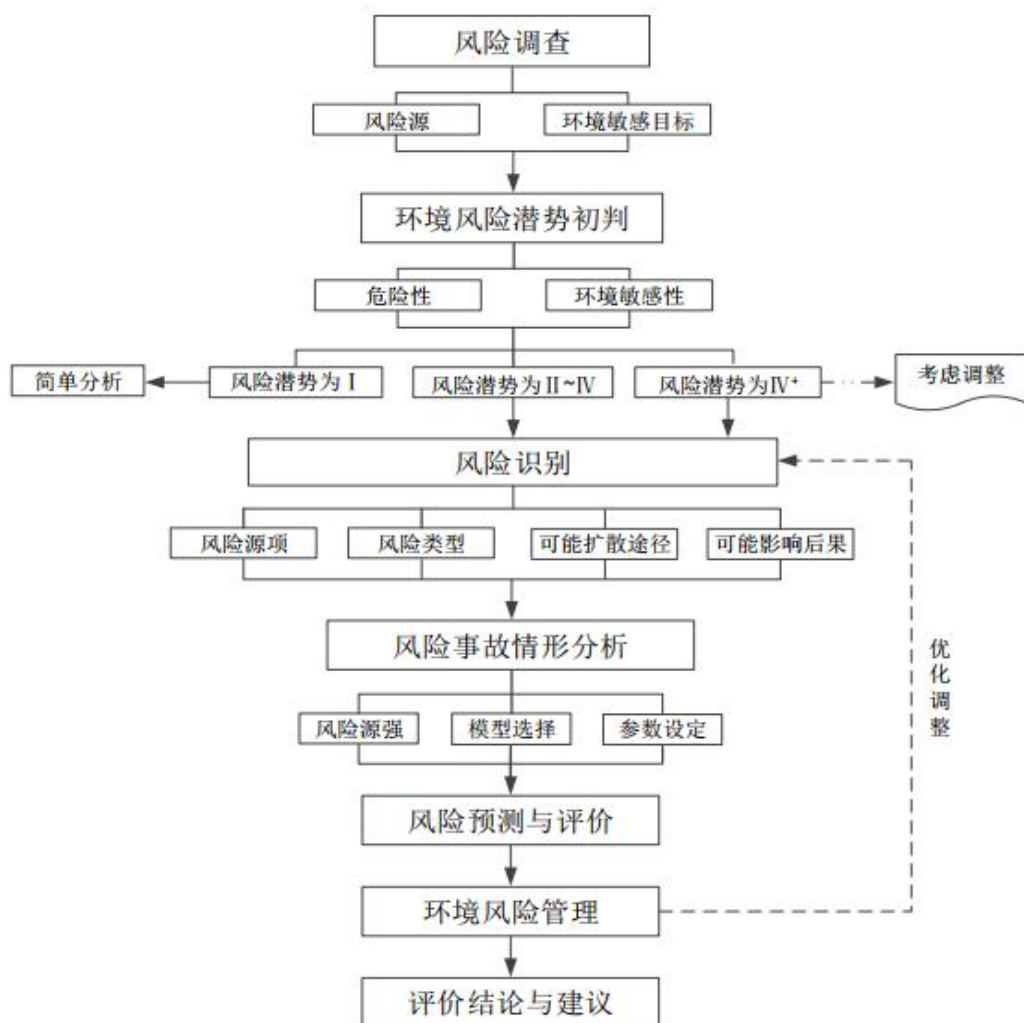 风险调查
风险源
环境敏感目标
环境风险潜势初判
危险性
环境敏感性
简单分析
风险潜势为Ⅰ
风险潜势为Ⅱ~Ⅳ
风险潜势为Ⅳ⁺
考虑调整
风险识别
风险源项
风险类型
可能扩散途径
可能影响后果
风险事故情形分析
优化调整
风险源强
模型选择
参数设定
风险预测与评价
环境风险管理
评价结论与建议